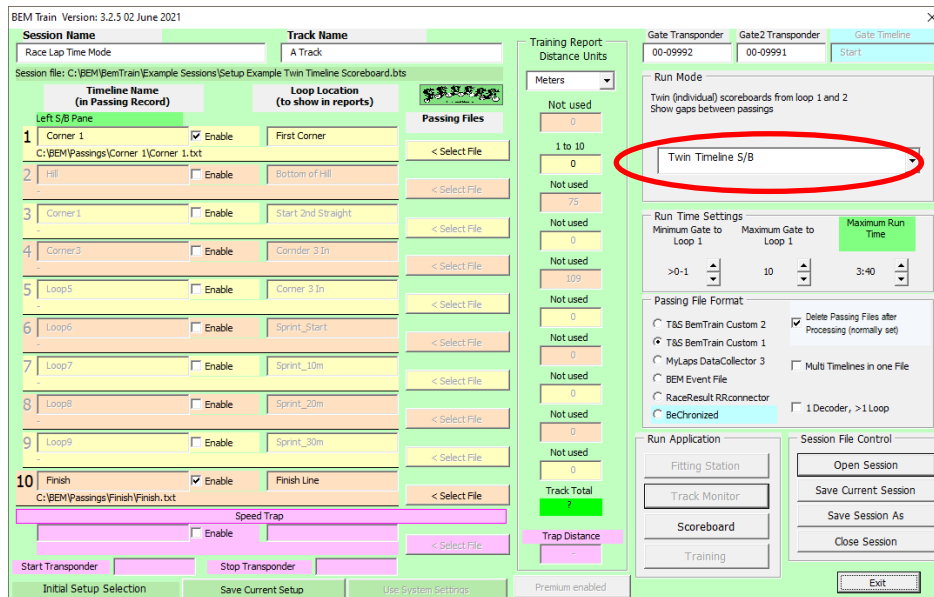 BEM Train Version: 3.2.5 02 June 2021
Session Name
Track Name
Race Lap Time Mode
A Track
Session file: C:\BEM\BemTrain\Example Sessions\Setup Example Twin Timeline Scoreboard.bts
Timeline Name
(in Passing Record)
Loop Location
(to show in reports)
Left S/B Pane
Passing Files
1 Corner 1 Enable First Corner
C:\BEM\Passings\Corner 1\Corner 1.txt
< Select File
2 Hill Enable Bottom of Hill
-
< Select File
3 Corner1 Enable Start 2nd Straight
-
< Select File
4 Corner3 Enable Cornder 3 In
-
< Select File
5 Loop5 Enable Corner 3 In
-
< Select File
6 Loop6 Enable Sprint_Start
-
< Select File
7 Loop7 Enable Sprint_10m
-
< Select File
8 Loop8 Enable Sprint_20m
-
< Select File
9 Loop9 Enable Sprint_30m
-
< Select File
10 Finish Enable Finish Line
C:\BEM\Passings\Finish\Finish.txt
< Select File
Speed Trap
Enable
< Select File
Start Transponder
Stop Transponder
Initial Setup Selection
Save Current Setup
Use System Settings
Premium enabled
Training Report
Distance Units
Meters
Not used
0
1 to 10
0
Not used
75
Not used
0
Not used
109
Not used
0
Not used
0
Not used
0
Not used
0
Not used
0
Track Total
?
Trap Distance
-
Gate Transponder
Gate2 Transponder
Gate Timeline
00-09992
00-09991
Start
Run Mode
Twin (individual) scoreboards from loop 1 and 2
Show gaps between passings
Twin Timeline S/B
Run Time Settings
Minimum Gate to
Loop 1
Maximum Gate to
Loop 1
Maximum Run
Time
>0-1
10
3:40
Passing File Format
T&S BemTrain Custom 2
T&S BemTrain Custom 1
MyLaps DataCollector 3
BEM Event File
RaceResult RRconnector
BeChronized
Delete Passing Files after
Processing (normally set)
Multi Timelines in one File
1 Decoder, >1 Loop
Run Application
Fitting Station
Track Monitor
Scoreboard
Training
Session File Control
Open Session
Save Current Session
Save Session As
Close Session
Exit